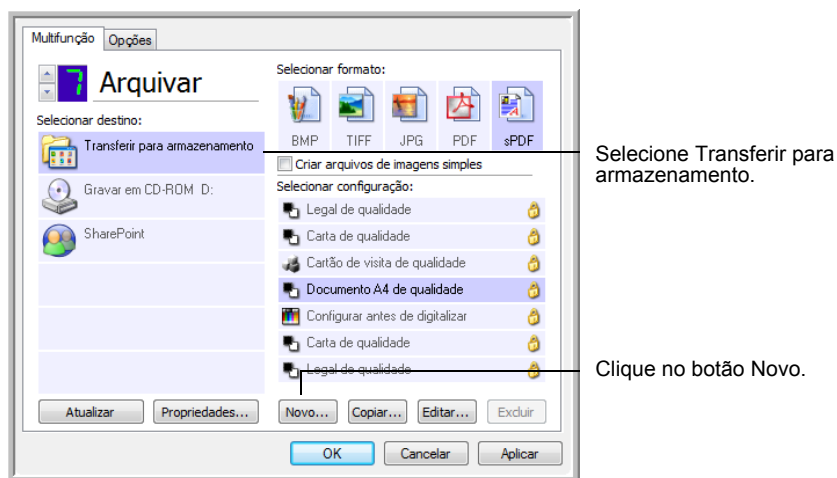 Multifunção Opções
7 Arquivar
Selecionar destino:
Transferir para armazenamento
Gravar em CD-ROM D:
SharePoint
Atualizar Propriedades...
Selecionar formato:
BMP TIFF JPG PDF sPDF
Criar arquivos de imagens simples
Selecionar configuração:
Legal de qualidade
Carta de qualidade
Cartão de visita de qualidade
Documento A4 de qualidade
Configurar antes de digitalizar
Carta de qualidade
Legal de qualidade
Novo... Copiar... Editar... Excluir
OK Cancelar Aplicar
Selecione Transferir para
armazenamento.
Clique no botão Novo.